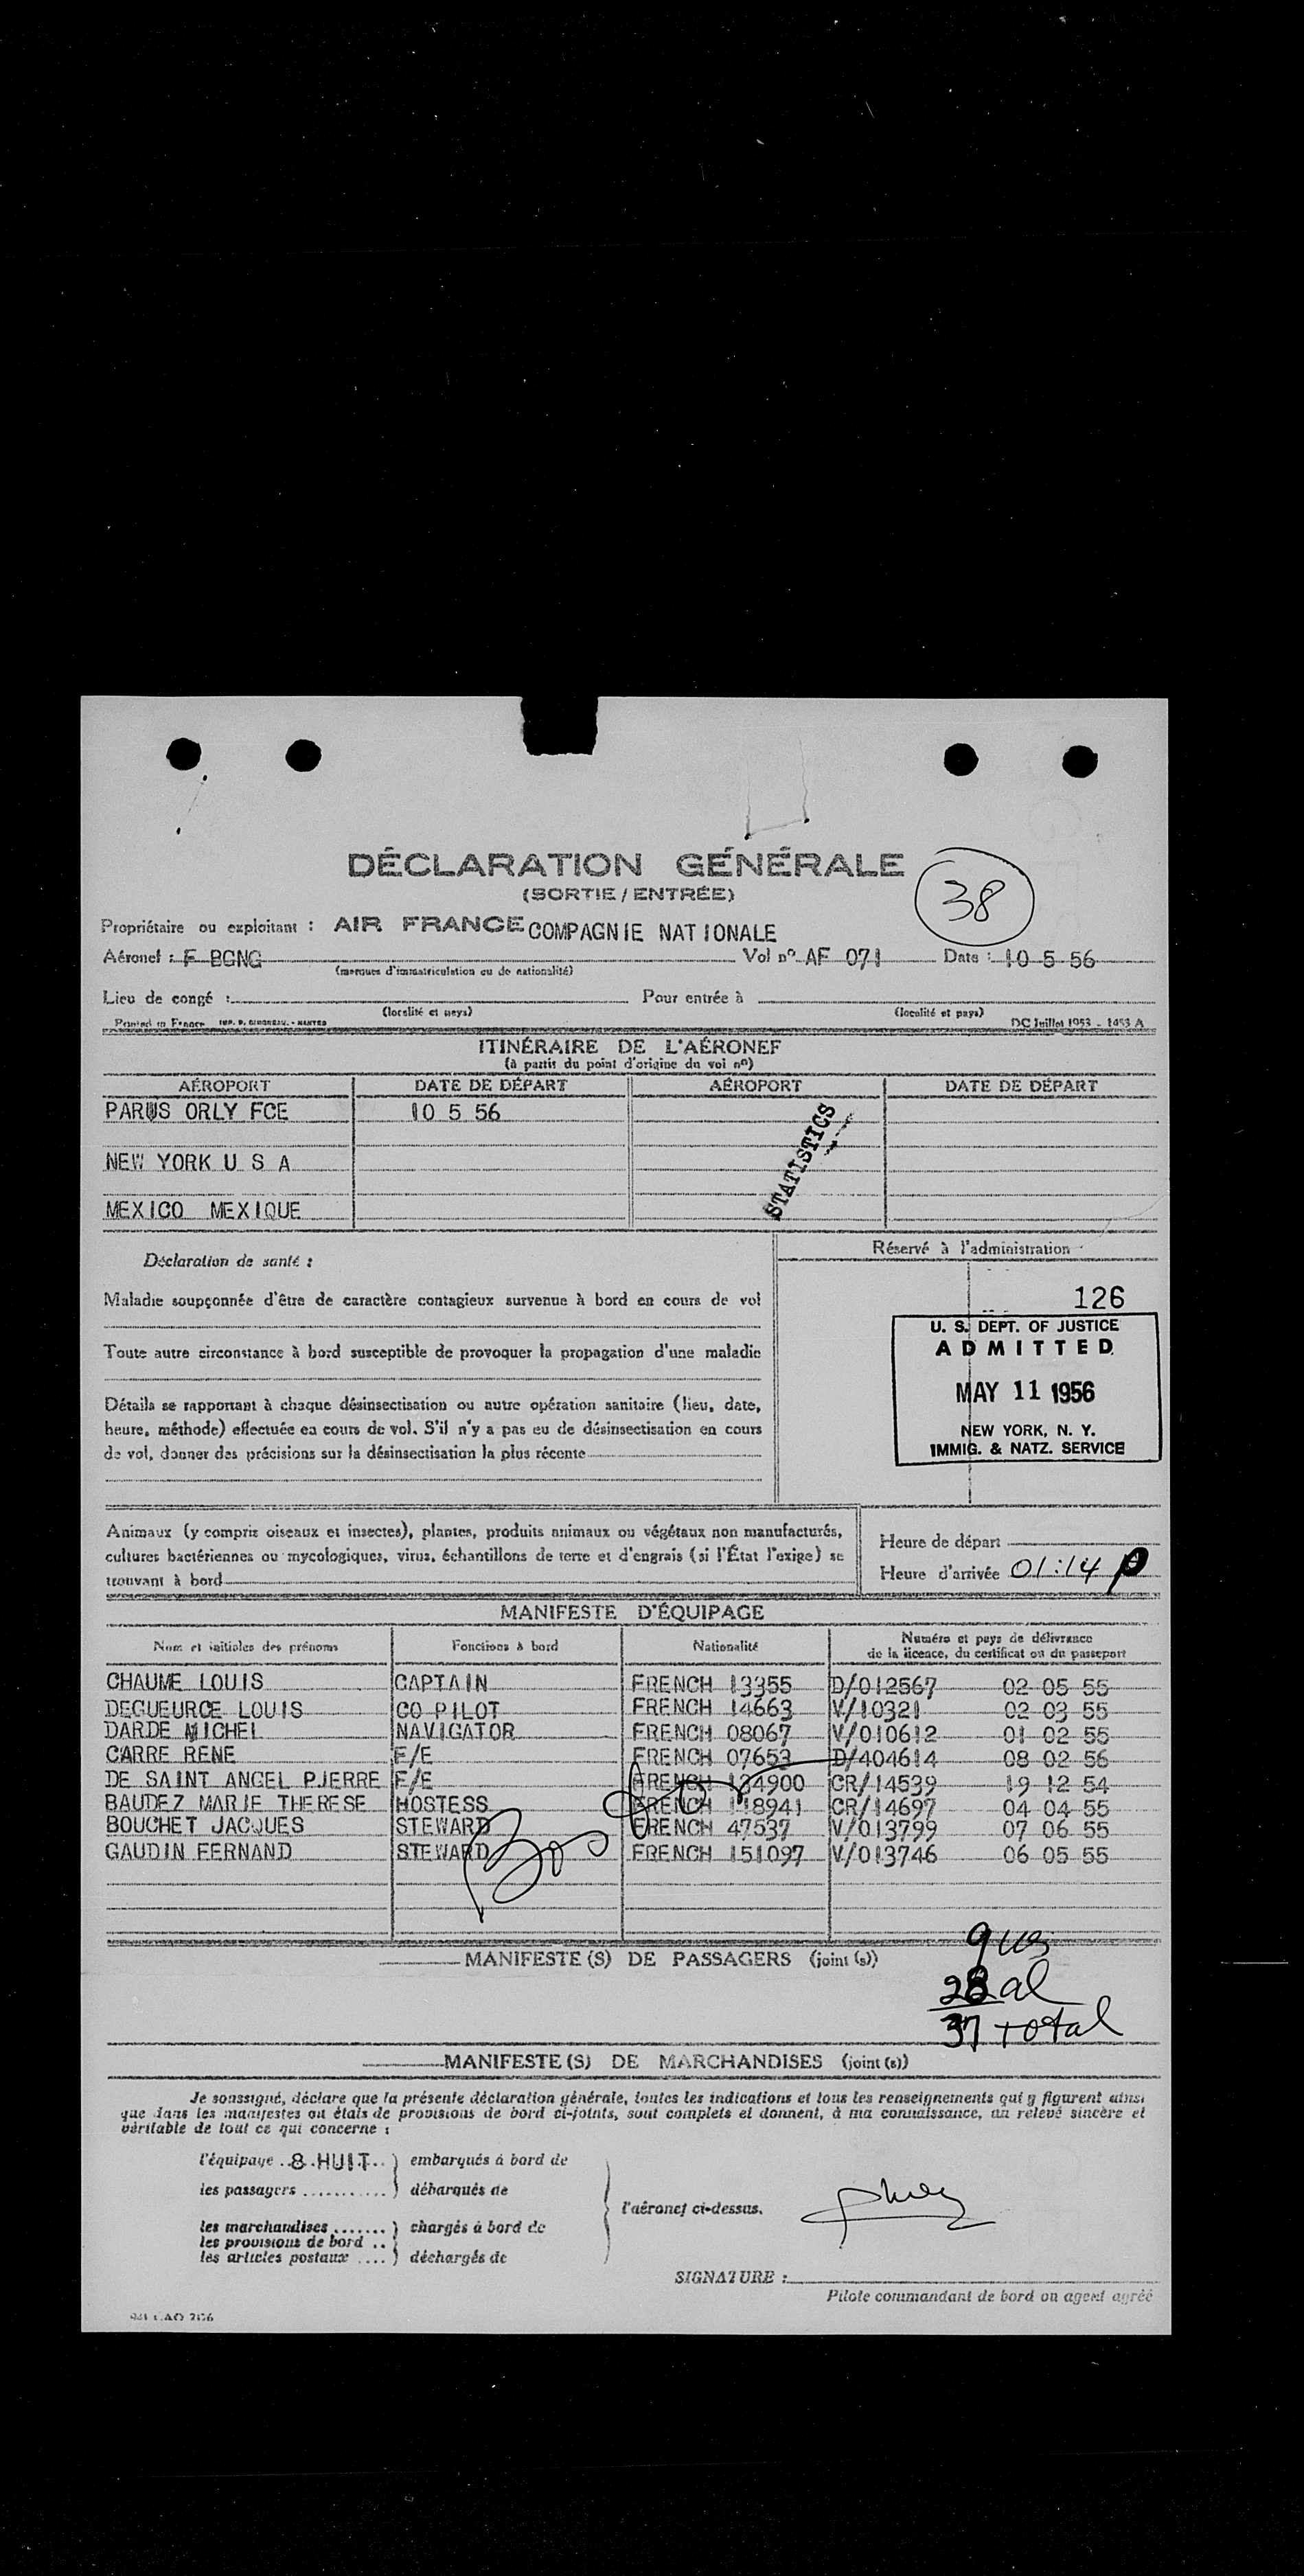 DÉCLARATION GÉNÉRALE
(SORTIE / ENTRÉE)
38
Propriétaire ou exploitant : AIR FRANCE COMPAGNIE NATIONALE
Aéronef : F BGNG Vol nº AF 071 Date : 10 5 56
(marques d'immatriculation ou de nationalité)
Lieu de congé : Pour entrée à
(localité et pays) (localité et pays)
Printed in France DC Juillet 1953 - 1453 A
ITINÉRAIRE DE L'AÉRONEF
(à partir du point d'origine du vol nº)
AÉROPORT DATE DE DÉPART AÉROPORT DATE DE DÉPART
PARUS ORLY FCE 10 5 56
STATISTICS
NEW YORK U S A
MEXICO MEXIQUE
Déclaration de santé :
Réservé à l'administration
Maladie soupçonnée d'être de caractère contagieux survenue à bord en cours de vol
Toute autre circonstance à bord susceptible de provoquer la propagation d'une maladie
Détails se rapportant à chaque désinsectisation ou autre opération sanitaire (lieu, date,
heure, méthode) effectuée en cours de vol. S'il n'y a pas eu de désinsectisation en cours
de vol, donner des précisions sur la désinsectisation la plus récente
126
U. S. DEPT. OF JUSTICE
ADMITTED
MAY 11 1956
NEW YORK, N. Y.
IMMIG. & NATZ. SERVICE
Animaux (y compris oiseaux et insectes), plantes, produits animaux ou végétaux non manufacturés,
cultures bactériennes ou mycologiques, virus, échantillons de terre et d'engrais (si l'État l'exige) se
trouvant à bord
Heure de départ
Heure d'arrivée 01:14 p
MANIFESTE D'ÉQUIPAGE
Nom et initiales des prénoms Fonctions à bord Nationalité Numéro et pays de délivrance
de la licence, du certificat ou du passeport
CHAUME LOUIS CAPTAIN FRENCH 13355 D/012567 02 05 55
DEGUEURCE LOUIS CO PILOT FRENCH 14663 V/10321 02 03 55
DARDE MICHEL NAVIGATOR FRENCH 08067 V/010612 01 02 55
CARRE RENE F/E FRENCH 07653 D/404614 08 02 56
DE SAINT ANGEL PJERRE F/E FRENCH 134900 CR/14539 19 12 54
BAUDEZ MARIE THERESE HOSTESS FRENCH 118941 CR/14697 04 04 55
BOUCHET JACQUES STEWARD FRENCH 47537 V/013799 07 06 55
GAUDIN FERNAND STEWARD FRENCH 151097 V/013746 06 05 55
9 us
MANIFESTE (S) DE PASSAGERS (joint (s))
28 al
37 total
MANIFESTE (S) DE MARCHANDISES (joint (s))
Je soussigné, déclare que la présente déclaration générale, toutes les indications et tous les renseignements qui y figurent ainsi
que dans les manifestes ou états de provisions de bord ci-joints, sont complets et donnent, à ma connaissance, un relevé sincère et
véritable de tout ce qui concerne :
l'équipage .. 8 HUIT .. ) embarqués à bord de
les passagers ........... ) débarqués de
l'aéronef ci-dessus.
les marchandises ....... ) chargés à bord de
les provisions de bord ..
les articles postaux .... ) déchargés de
SIGNATURE :
Pilote commandant de bord ou agent agréé